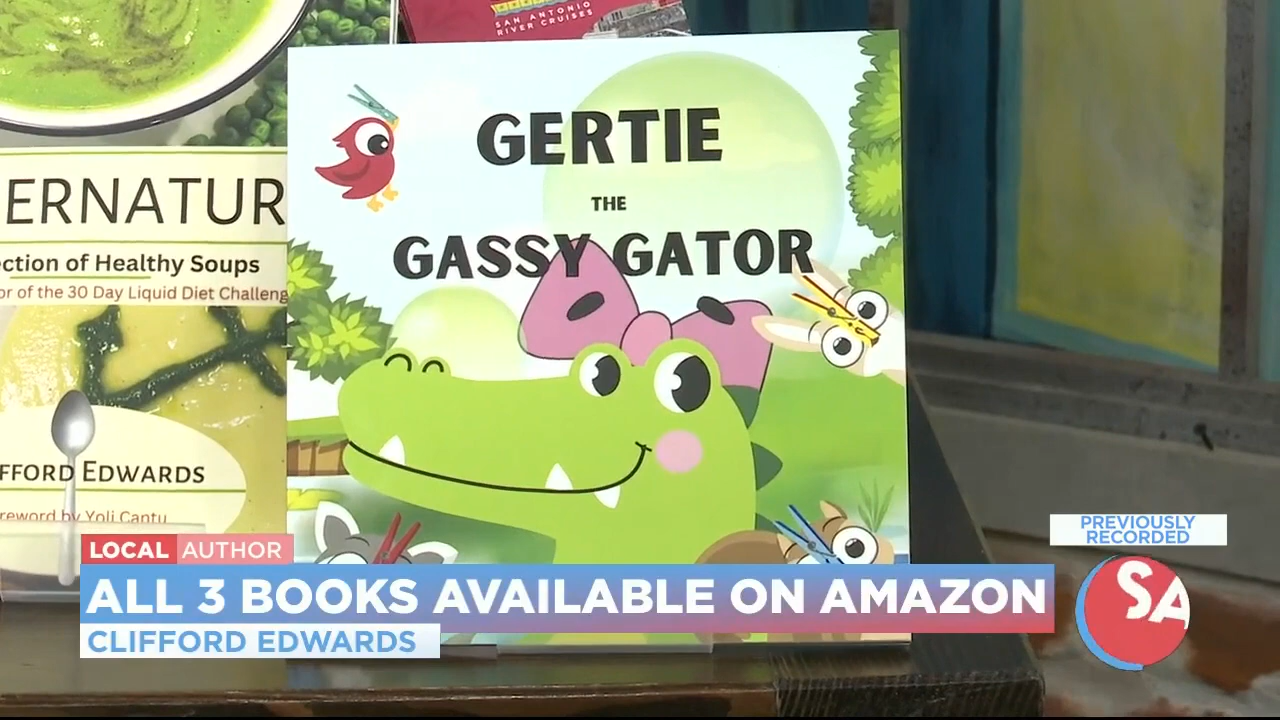 SAN ANTONIO
RIVER CRUISES
GERTIE
THE
GASSY GATOR
ERNATUR
ction of Healthy Soups
or of the 30 Day Liquid Diet Challeng
FFORD EDWARDS
reword by Yoli Cantu
LOCAL AUTHOR
ALL 3 BOOKS AVAILABLE ON AMAZON
CLIFFORD EDWARDS
PREVIOUSLY
RECORDED
SA